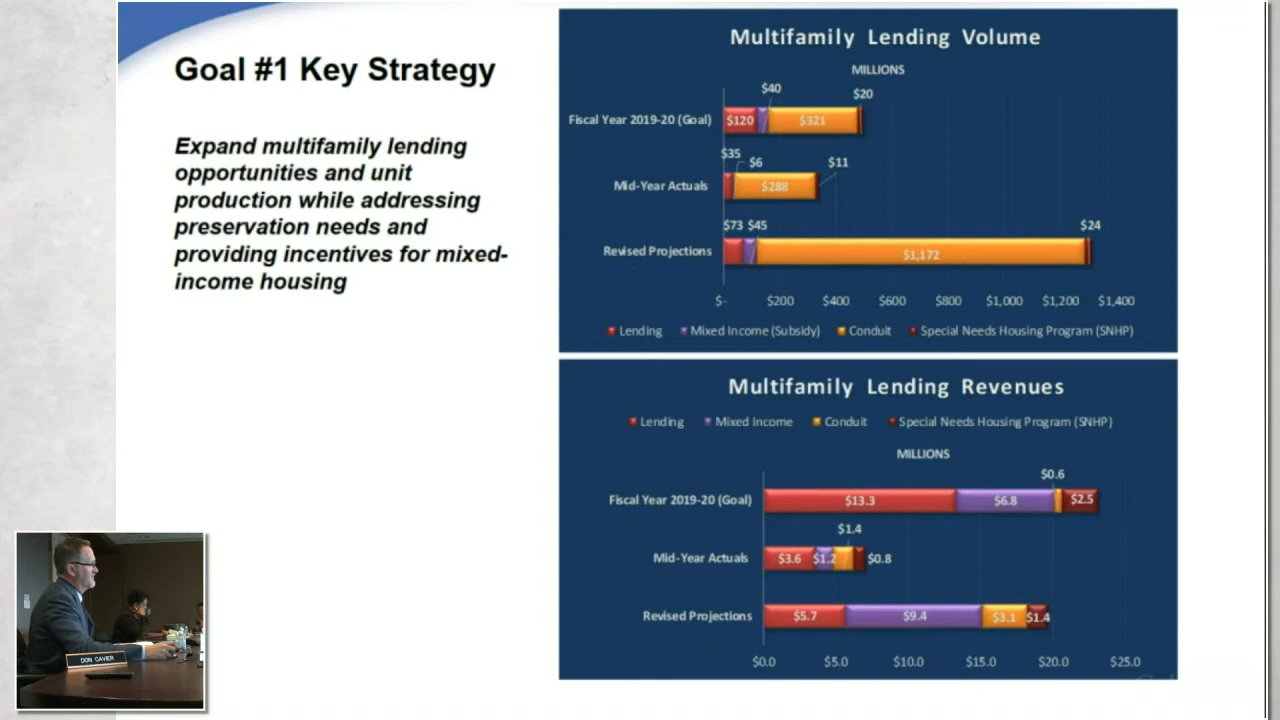 Goal #1 Key Strategy
Expand multifamily lending
opportunities and unit
production while addressing
preservation needs and
providing incentives for mixed-
income housing
Multifamily Lending Volume
MILLIONS
$40
$20
Fiscal Year 2019-20 (Goal)
$120
$321
$35
$6
$11
Mid-Year Actuals
$288
$73
$45
$24
Revised Projections
$1,172
$-
$200
$400
$600
$800
$1,000
$1,200
$1,400
Lending
Mixed Income (Subsidy)
Conduit
Special Needs Housing Program (SNHP)
Multifamily Lending Revenues
Lending
Mixed Income
Conduit
Special Needs Housing Program (SNHP)
MILLIONS
$0.6
Fiscal Year 2019-20 (Goal)
$13.3
$6.8
$2.5
$1.4
Mid-Year Actuals
$3.6
$1.2
$0.8
Revised Projections
$5.7
$9.4
$3.1
$1.4
$0.0
$5.0
$10.0
$15.0
$20.0
$25.0
DON CAVIER